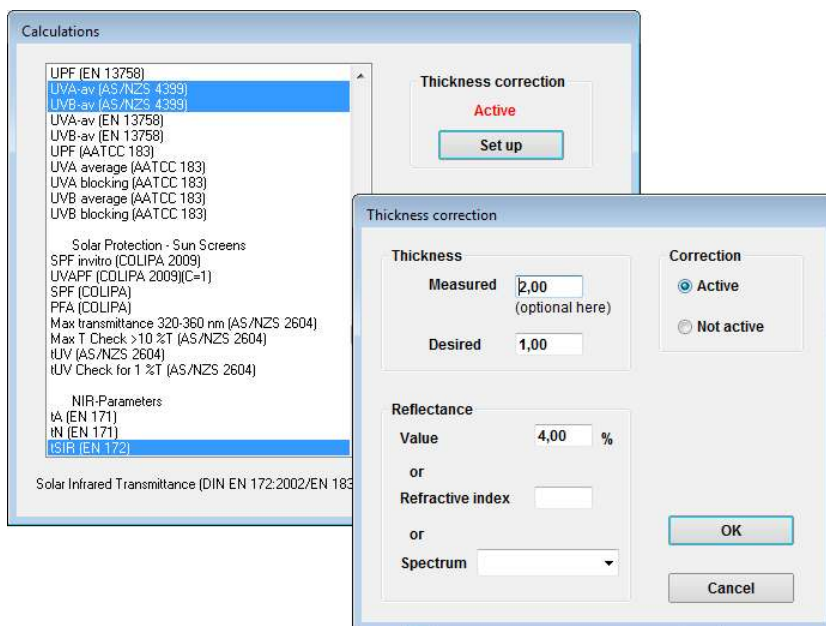 Calculations
UPF (EN 13758)
UVA-av (AS/NZS 4399)
UVB-av (AS/NZS 4399)
UVA-av (EN 13758)
UVB-av (EN 13758)
UPF (AATCC 183)
UVA average (AATCC 183)
UVA blocking (AATCC 183)
UVB average (AATCC 183)
UVB blocking (AATCC 183)
Solar Protection - Sun Screens
SPF invitro (COLIPA 2009)
UVAPF (COLIPA 2009)(C=1)
SPF (COLIPA)
PFA (COLIPA)
Max transmittance 320-360 nm (AS/NZS 2604)
Max T Check >10 %T (AS/NZS 2604)
tUV (AS/NZS 2604)
tUV Check for 1 %T (AS/NZS 2604)
NIR-Parameters
tA (EN 171)
tN (EN 171)
tSIR (EN 172)
Solar Infrared Transmittance (DIN EN 172:2002/EN 183
Thickness correction
Active
Set up
Thickness correction
Thickness
Measured 2,00
(optional here)
Desired 1,00
Correction
Active
Not active
Reflectance
Value 4,00 %
or
Refractive index
or
Spectrum
OK
Cancel